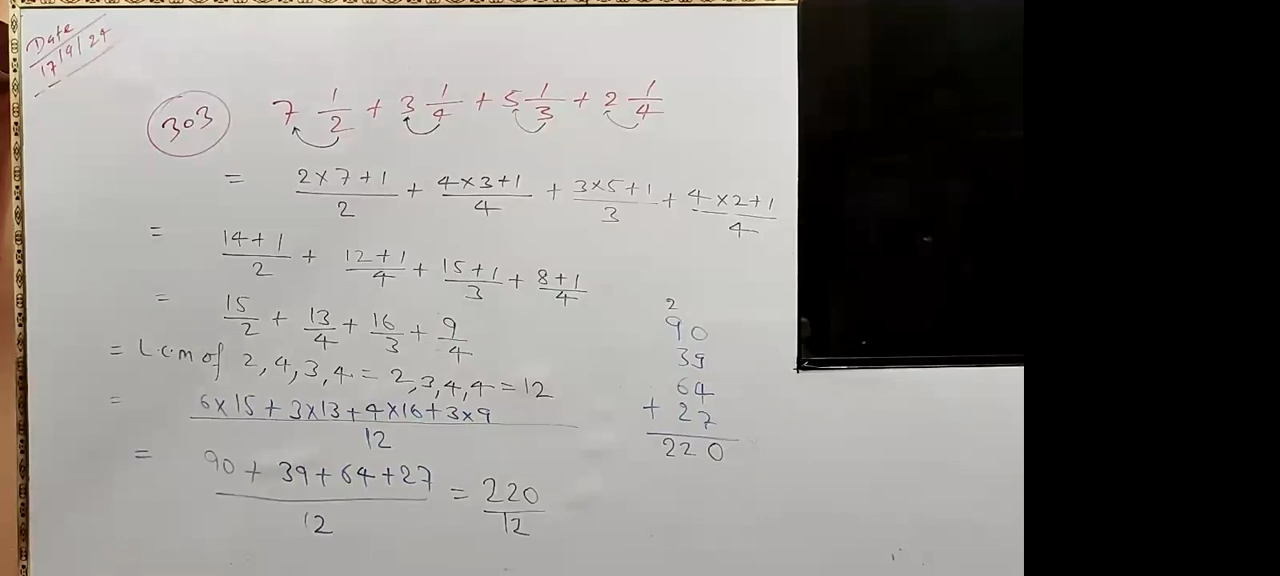 Date
17/9/24
303
7 1/2 + 3 1/4 + 5 1/3 + 2 1/4
= 2×7+1/2 + 4×3+1/4 + 3×5+1/3 + 4×2+1/4
= 14+1/2 + 12+1/4 + 15+1/3 + 8+1/4
= 15/2 + 13/4 + 16/3 + 9/4
= L.c.m of 2,4,3,4 = 2,3,4,4 = 12
= 6×15 + 3×13 + 4×16 + 3×9/12
= 90 + 39 + 64 + 27/12 = 220/12
2
90
39
64
+ 27
220